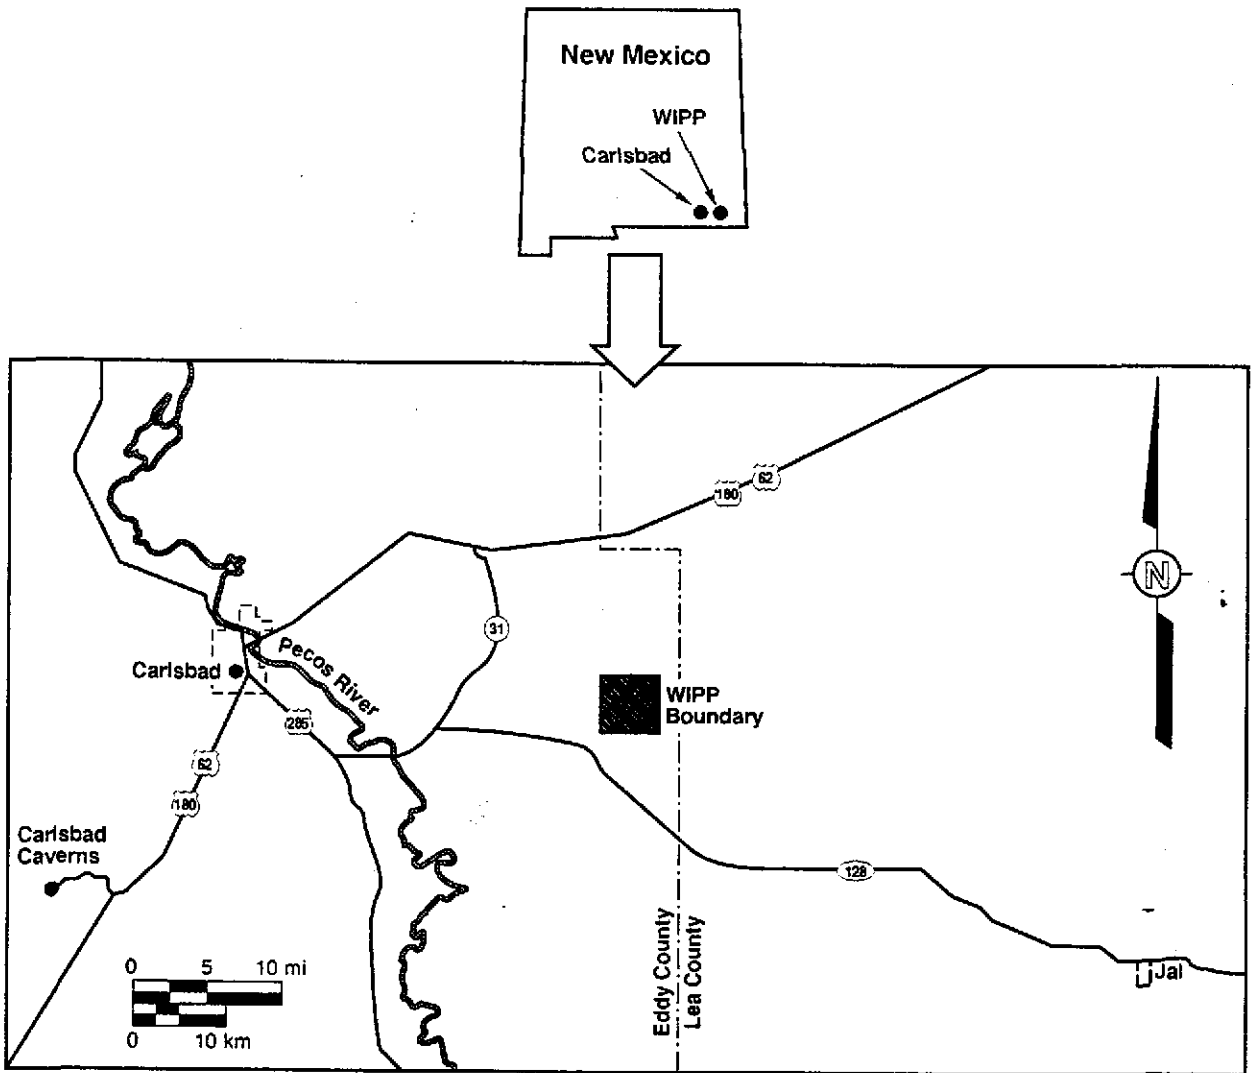 New Mexico
WIPP
Carlsbad
180
62
N
31
Pecos River
Carlsbad
WIPP
Boundary
285
62
180
Carlsbad
Caverns
128
Eddy County
Lea County
Jal
0 5 10 mi
0 10 km